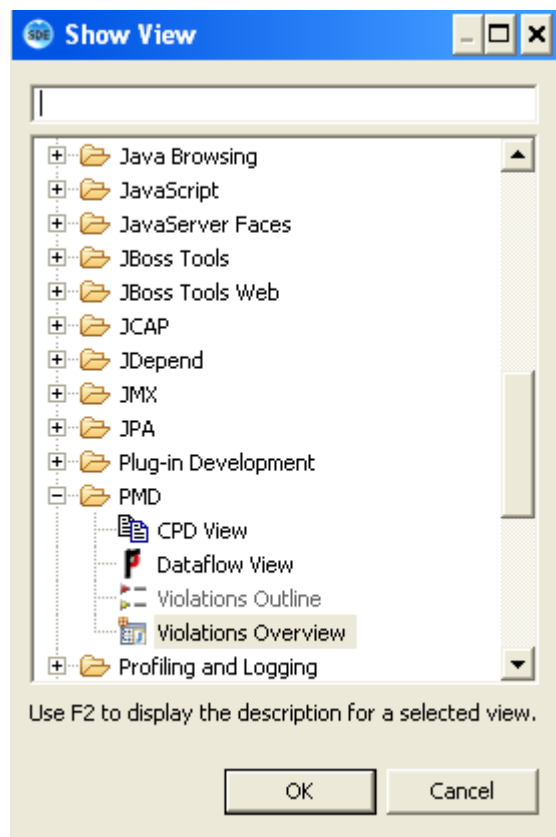 SDE Show View
Java Browsing
JavaScript
JavaServer Faces
JBoss Tools
JBoss Tools Web
JCAP
JDepend
JMX
JPA
Plug-in Development
PMD
CPD View
Dataflow View
Violations Outline
Violations Overview
Profiling and Logging
Use F2 to display the description for a selected view.
OK Cancel